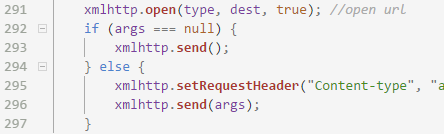 291 xmlhttp.open(type, dest, true); //open url
292 if (args === null) {
293 xmlhttp.send();
294 } else {
295 xmlhttp.setRequestHeader("Content-type", "a
296 xmlhttp.send(args);
297 }